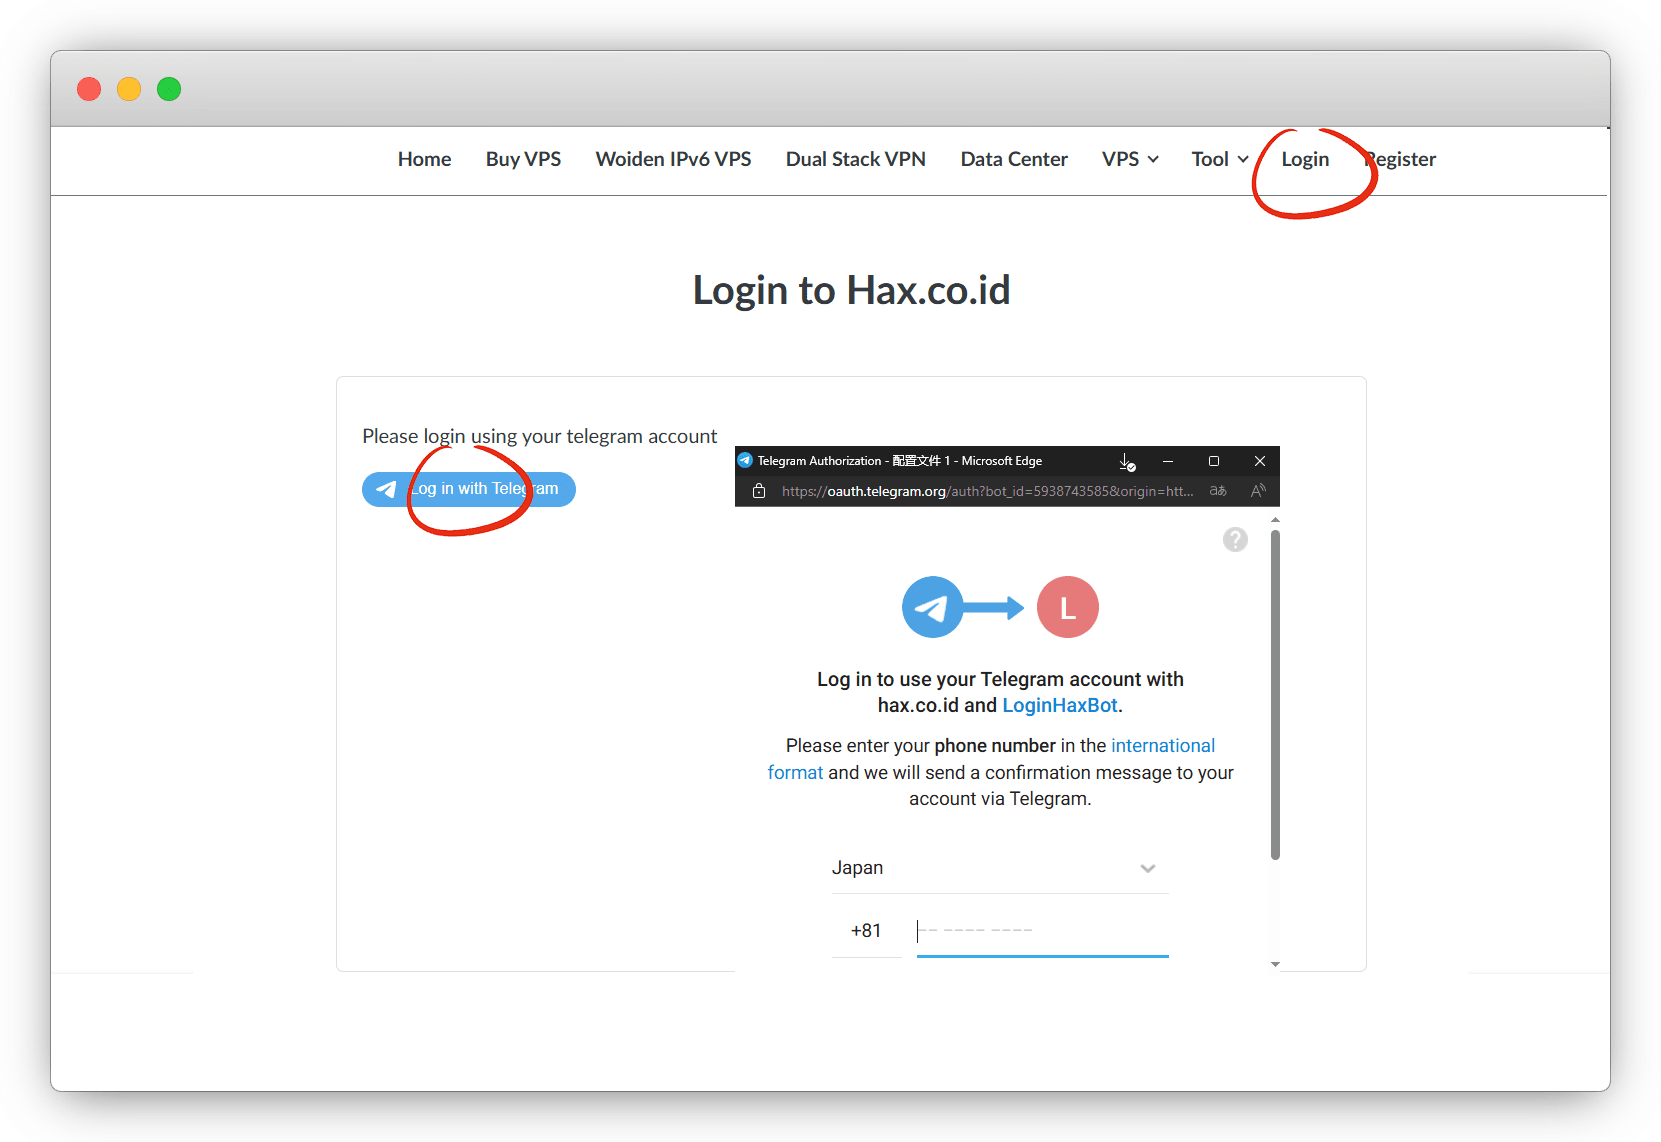 Home Buy VPS Woiden IPv6 VPS Dual Stack VPN Data Center VPS Tool Login Register
Login to Hax.co.id
Please login using your telegram account
Log in with Telegram
Telegram Authorization - 配置文件 1 - Microsoft Edge
https://oauth.telegram.org/auth?bot_id=5938743585&origin=htt... aあ A
?
L
Log in to use your Telegram account with
hax.co.id and LoginHaxBot.
Please enter your phone number in the international
format and we will send a confirmation message to your
account via Telegram.
Japan
+81 -- ---- ----